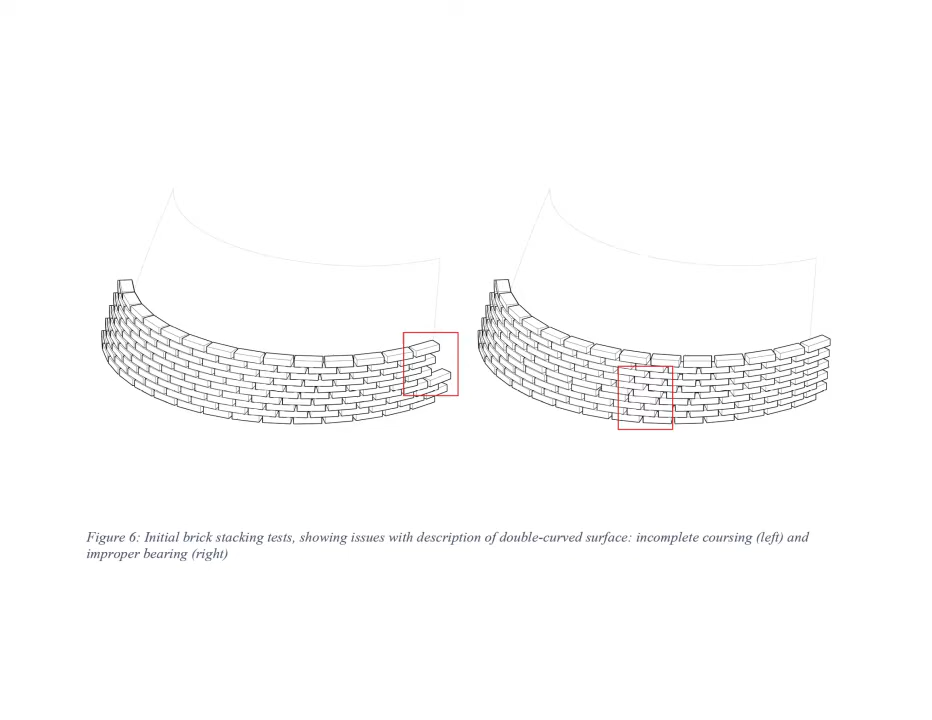 Figure 6: Initial brick stacking tests, showing issues with description of double-curved surface: incomplete coursing (left) and
improper bearing (right)